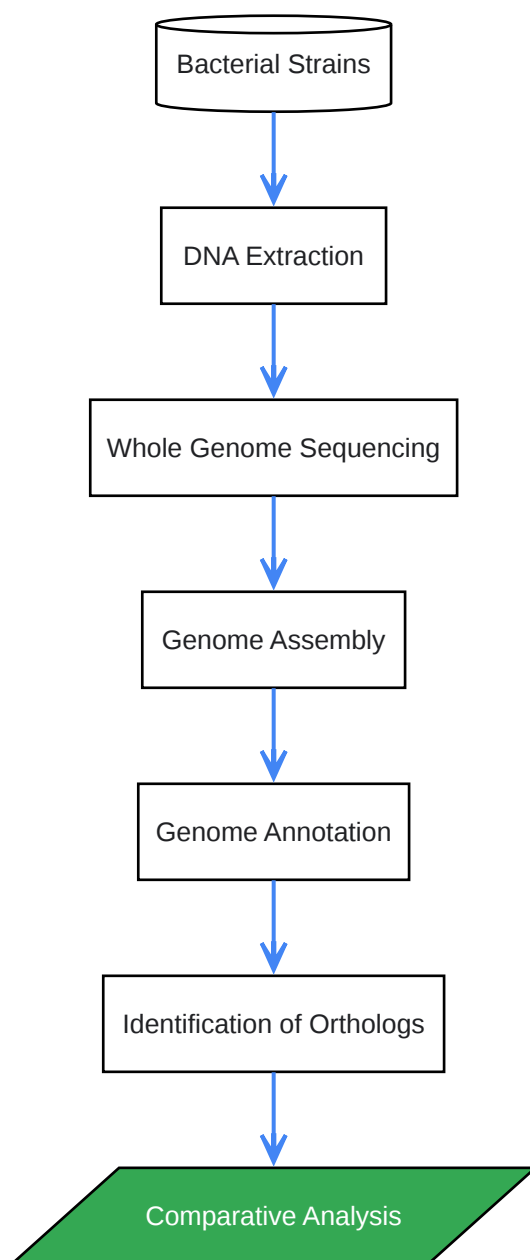 Bacterial Strains
DNA Extraction
Whole Genome Sequencing
Genome Assembly
Genome Annotation
Identification of Orthologs
Comparative Analysis